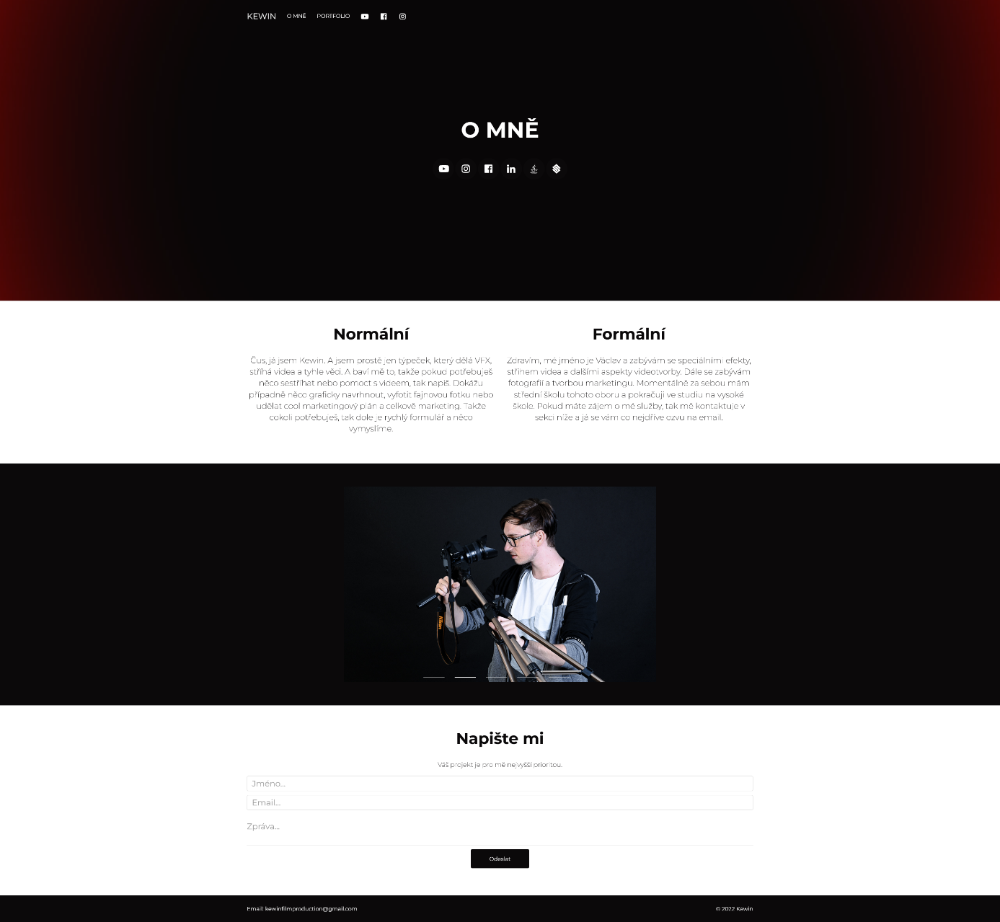 KEWIN O MNĚ PORTFOLIO
O MNĚ
Normální
Čus, já jsem Kewin. A jsem prostě jen týpeček, který dělá VFX,
stříhá videa a tyhle věci. A baví mě to, takže pokud potřebuješ
něco sestříhat nebo pomoct s videem, tak napiš. Dokážu
případně něco graficky navrhnout, vyfotit fajnovou fotku nebo
udělat cool marketingový plán a celkově marketing. Takže
cokoli potřebuješ, tak dole je rychlý formulář a něco
vymyslíme.
Formální
Zdravím, mé jméno je Václav a zabývám se speciálními efekty,
střihem videa a dalšími aspekty videotvorby. Dále se zabývám
fotografií a tvorbou marketingu. Momentálně za sebou mám
střední školu tohoto oboru a pokračuji ve studiu na vysoké
škole. Pokud máte zájem o mé služby, tak mě kontaktuje v
sekci níže a já se vám co nejdříve ozvu na email.
Nikon
Napište mi
Váš projekt je pro mě nejvyšší prioritou.
Jméno...
Email...
Zpráva...
Odeslat
Email: kewinfilmproduction@gmail.com
© 2022 Kewin